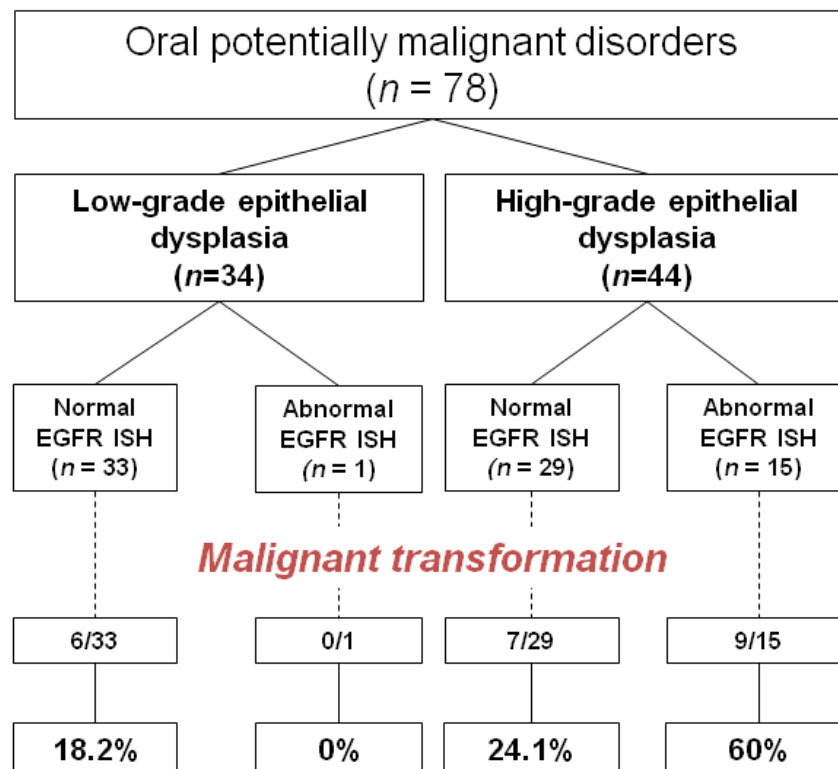 Oral potentially malignant disorders
(n = 78)
Low-grade epithelial
dysplasia
(n=34)
High-grade epithelial
dysplasia
(n=44)
Normal
EGFR ISH
(n = 33)
Abnormal
EGFR ISH
(n = 1)
Normal
EGFR ISH
(n = 29)
Abnormal
EGFR ISH
(n = 15)
Malignant transformation
6/33
0/1
7/29
9/15
18.2%
0%
24.1%
60%